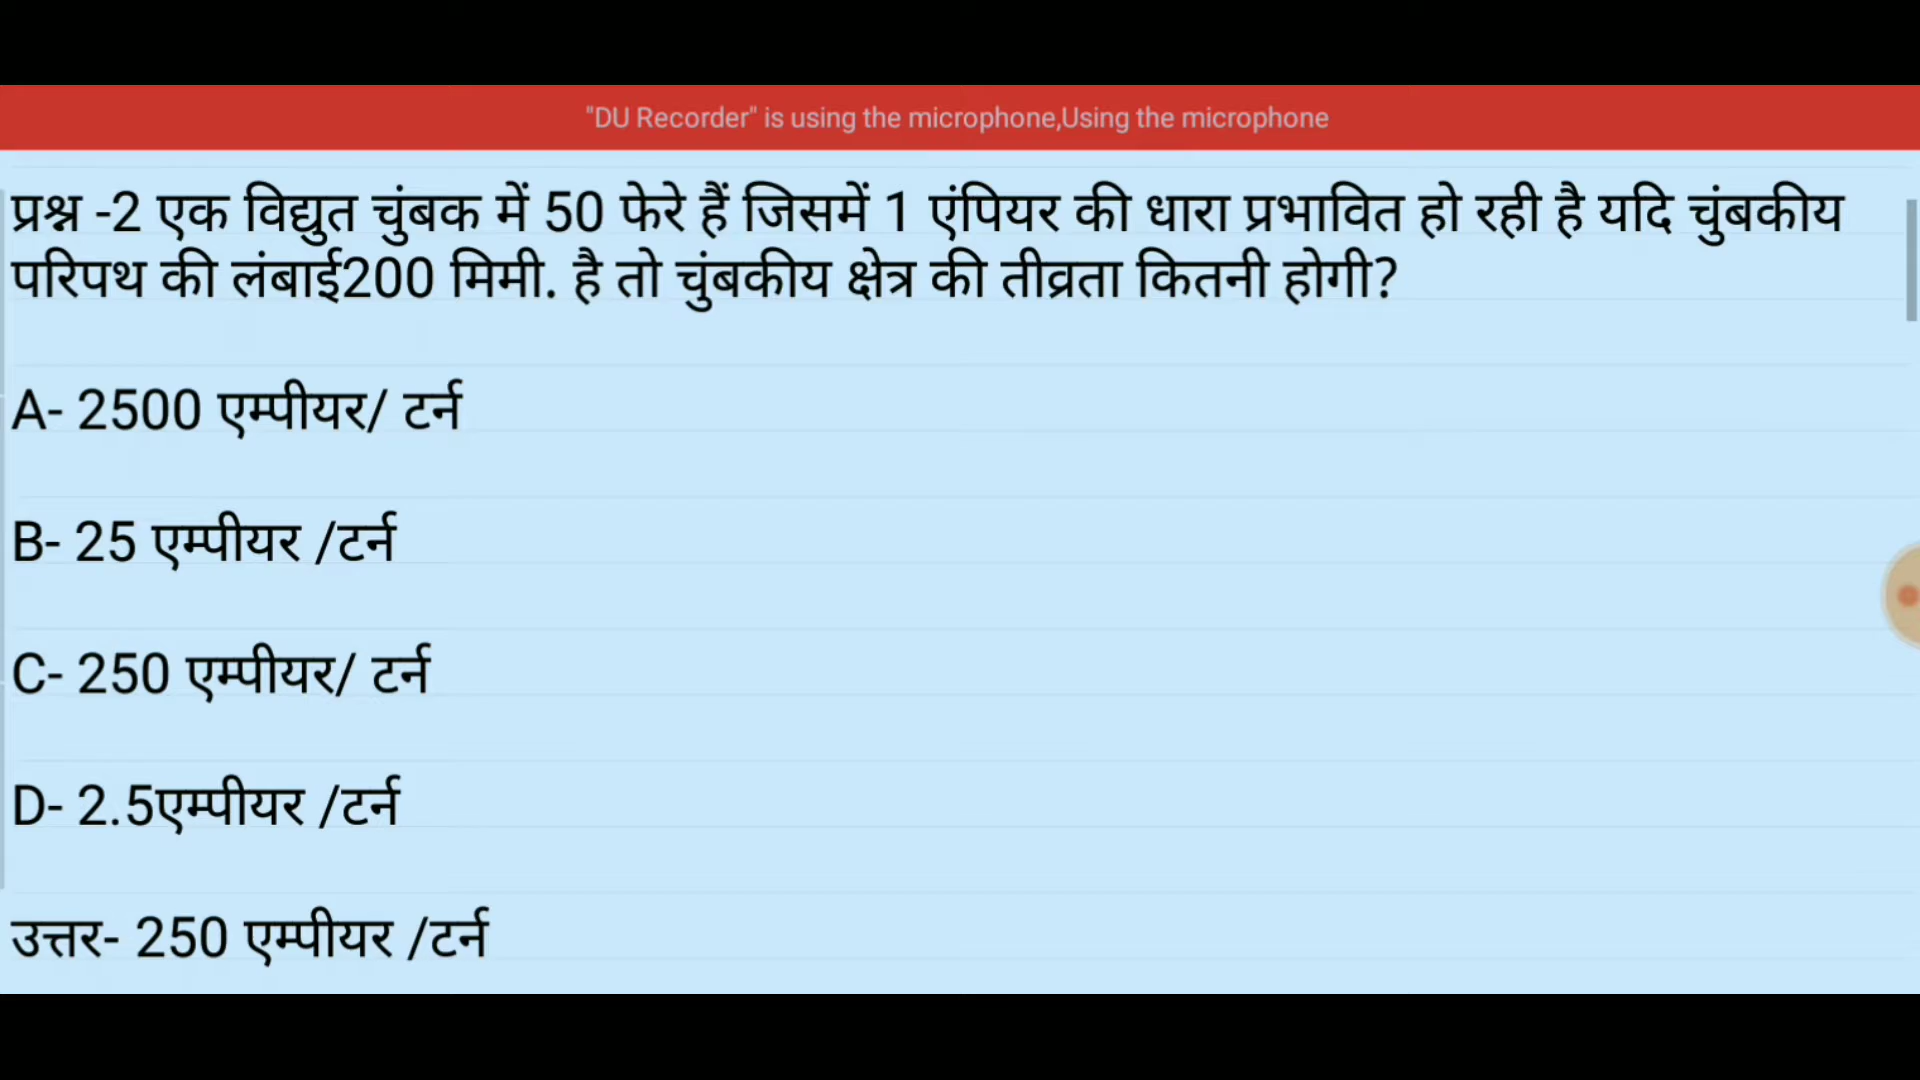 "DU Recorder" is using the microphone,Using the microphone
प्रश्न -2 एक विद्युत चुंबक में 50 फेरे हैं जिसमें 1 एंपियर की धारा प्रभावित हो रही है यदि चुंबकीय
परिपथ की लंबाई200 मिमी. है तो चुंबकीय क्षेत्र की तीव्रता कितनी होगी?
A- 2500 एम्पीयर/ टर्न
B- 25 एम्पीयर /टर्न
C- 250 एम्पीयर/ टर्न
D- 2.5एम्पीयर /टर्न
उत्तर- 250 एम्पीयर /टर्न